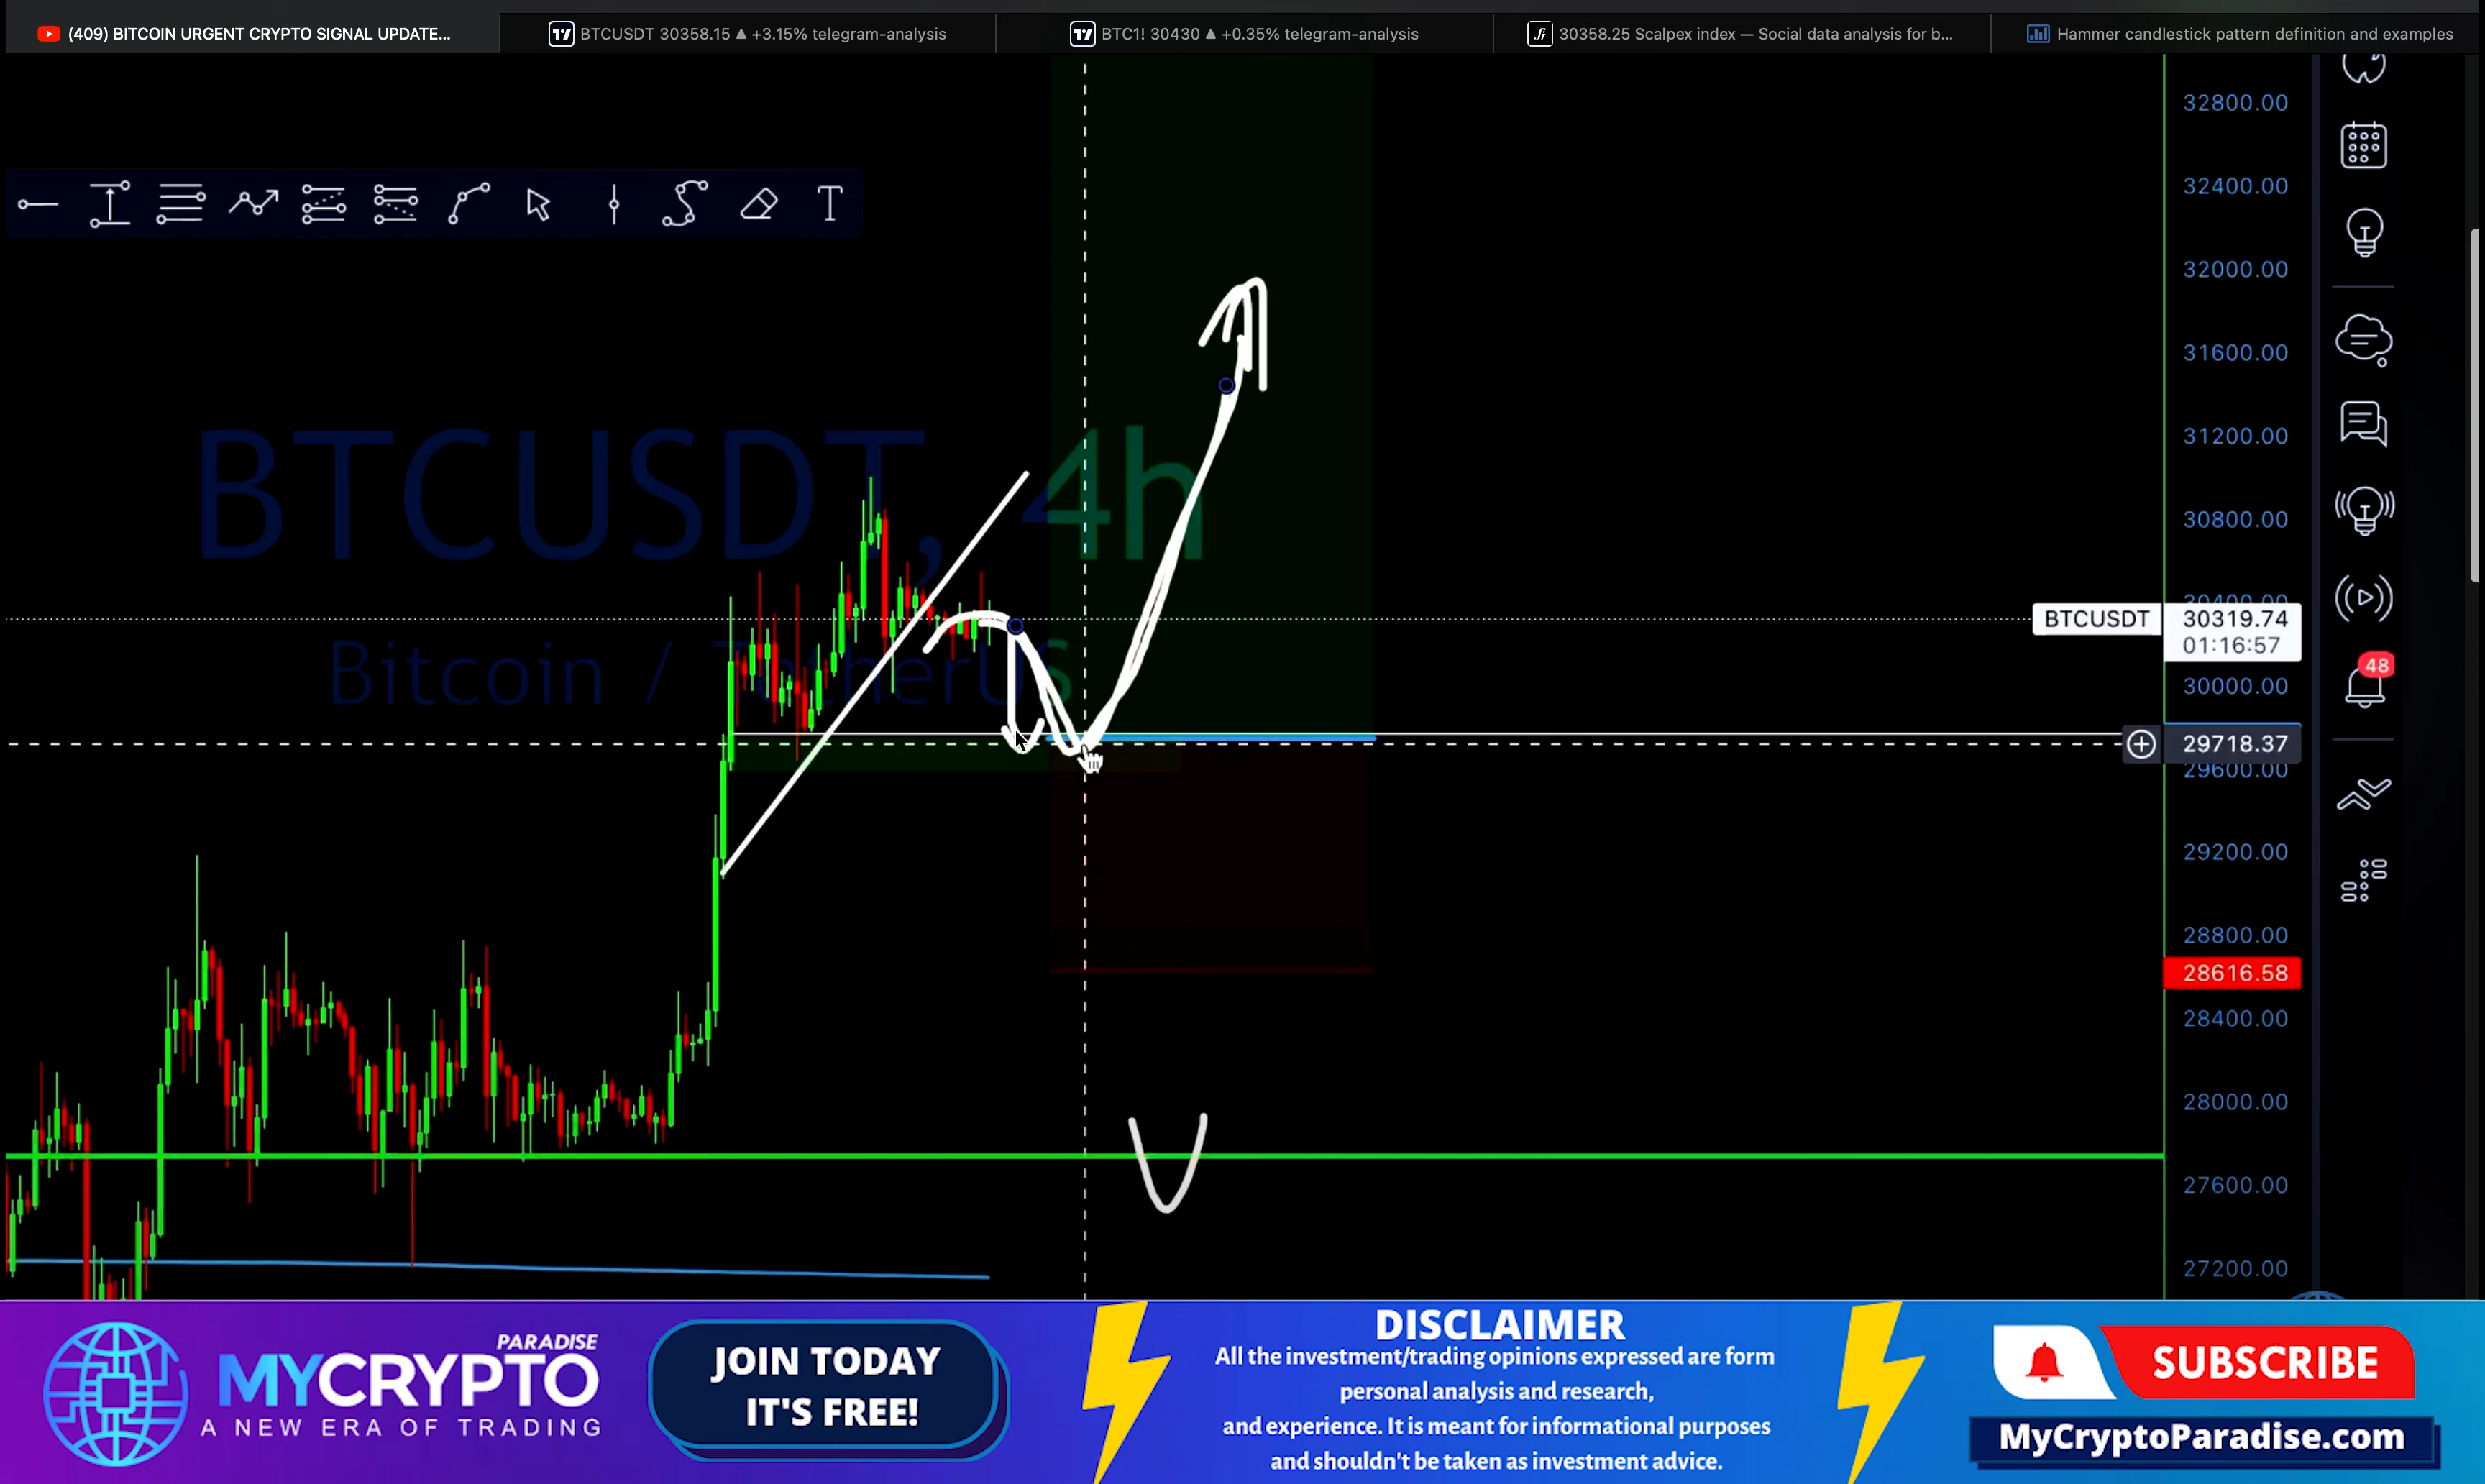 (409) BITCOIN URGENT CRYPTO SIGNAL UPDATE...
BTCUSDT 30358.15 ▲ +3.15% telegram-analysis
BTC1! 30430 ▲ +0.35% telegram-analysis
30358.25 Scalpex index — Social data analysis for b...
Hammer candlestick pattern definition and examples
T
BTCUSDT, 4h
Bitcoin / TetherUS
32800.00
32400.00
32000.00
31600.00
31200.00
30800.00
30400.00
BTCUSDT 30319.74
01:16:57
48
30000.00
29718.37
29600.00
29200.00
28800.00
28616.58
28400.00
28000.00
27600.00
27200.00
PARADISE
MYCRYPTO
A NEW ERA OF TRADING
JOIN TODAY
IT'S FREE!
DISCLAIMER
All the investment/trading opinions expressed are form
personal analysis and research,
and experience. It is meant for informational purposes
and shouldn't be taken as investment advice.
SUBSCRIBE
MyCryptoParadise.com